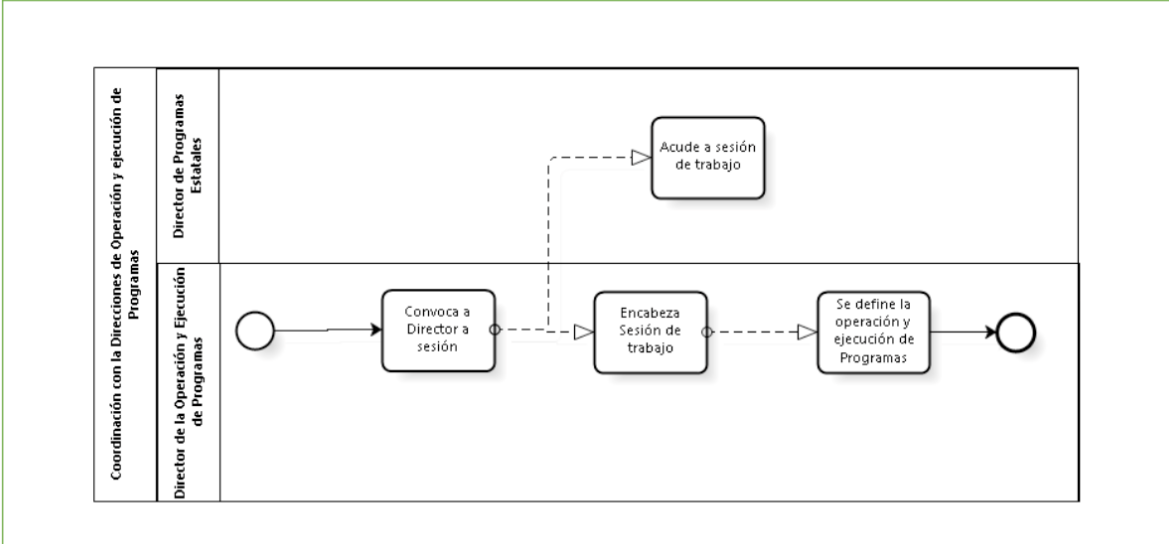 Coordinación con la Direcciones de Operación y ejecución de
Programas
Director de Programas
Estatales
Acude a sesión
de trabajo
Director de la Operación y Ejecución
de Programas
Convoca a
Director a
sesión
Encabeza
Sesión de
trabajo
Se define la
operación y
ejecución de
Programas